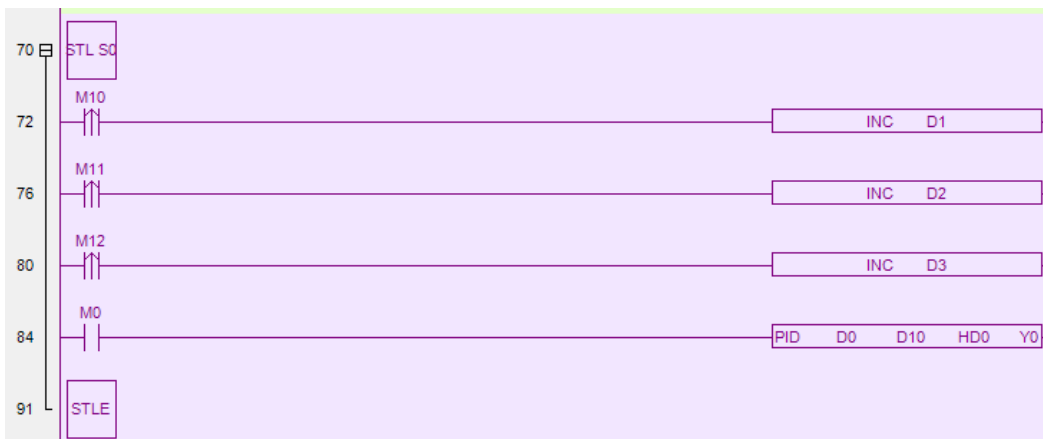 70 STL S0
M10
72 INC D1
M11
76 INC D2
M12
80 INC D3
M0
84 PID D0 D10 HD0 Y0
91 STLE